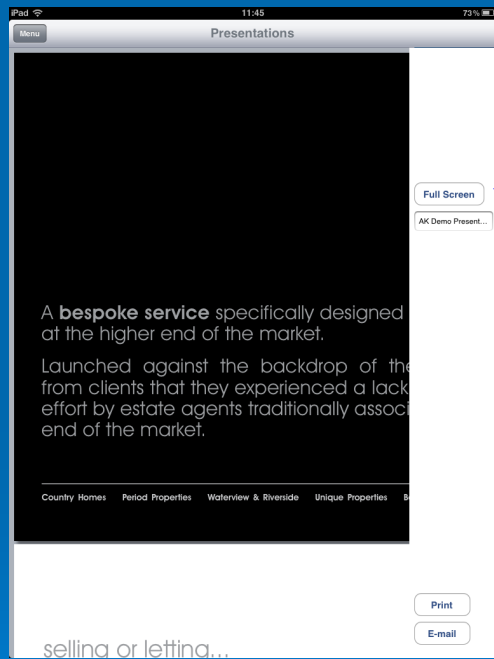 iPad 11:45 73%
Menu Presentations
Full Screen
AK Demo Present...
A bespoke service specifically designed
at the higher end of the market.
Launched against the backdrop of the
from clients that they experienced a lack
effort by estate agents traditionally associ
end of the market.
Country Homes Period Properties Waterview & Riverside Unique Properties
Print
E-mail
selling or letting...